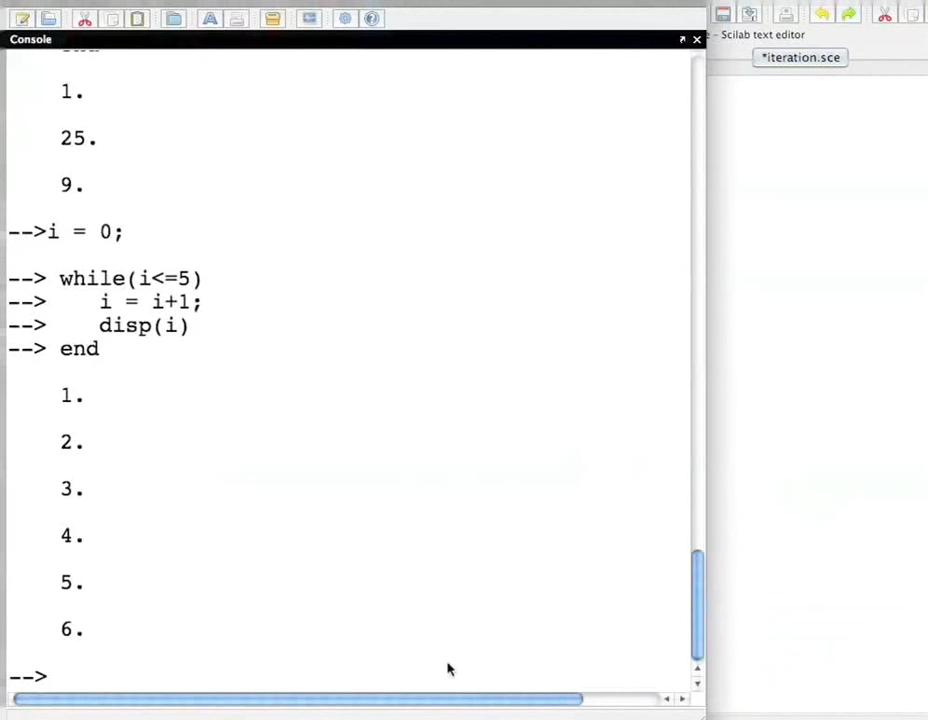 Console
- Scilab text editor
*iteration.sce
1.
25.
9.
-->i = 0;
--> while(i<=5)
--> i = i+1;
--> disp(i)
--> end
1.
2.
3.
4.
5.
6.
-->